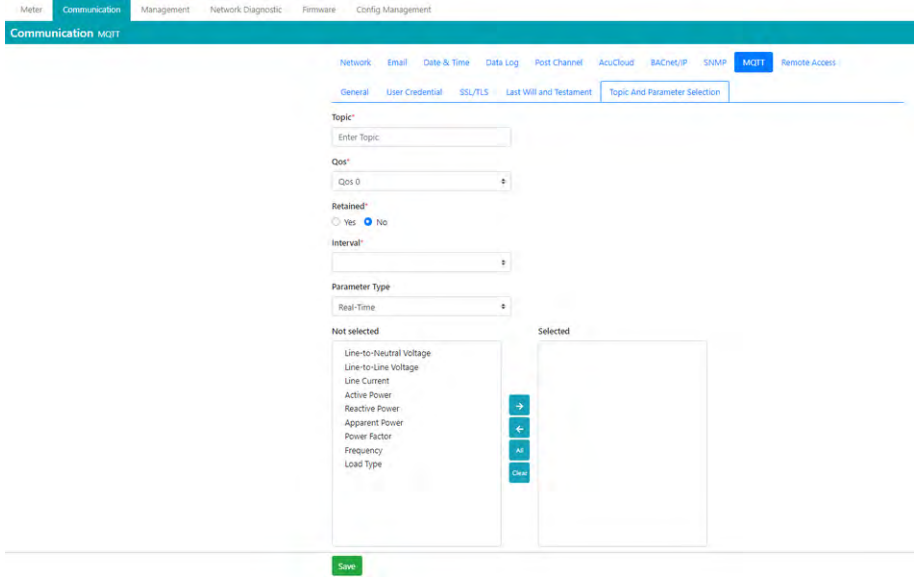 Meter Communication Management Network Diagnostic Firmware Config Management
Communication MQTT
Network Email Date & Time Data Log Post Channel AcuCloud BACnet/IP SNMP MQTT Remote Access
General User Credential SSL/TLS Last Will and Testament Topic And Parameter Selection
Topic*
Enter Topic
Qos*
Qos 0
Retained*
Yes No
Interval*
Parameter Type
Real-Time
Not selected Selected
Line-to-Neutral Voltage
Line-to-Line Voltage
Line Current
Active Power
Reactive Power
Apparent Power
Power Factor
Frequency
Load Type
All
Clear
Save